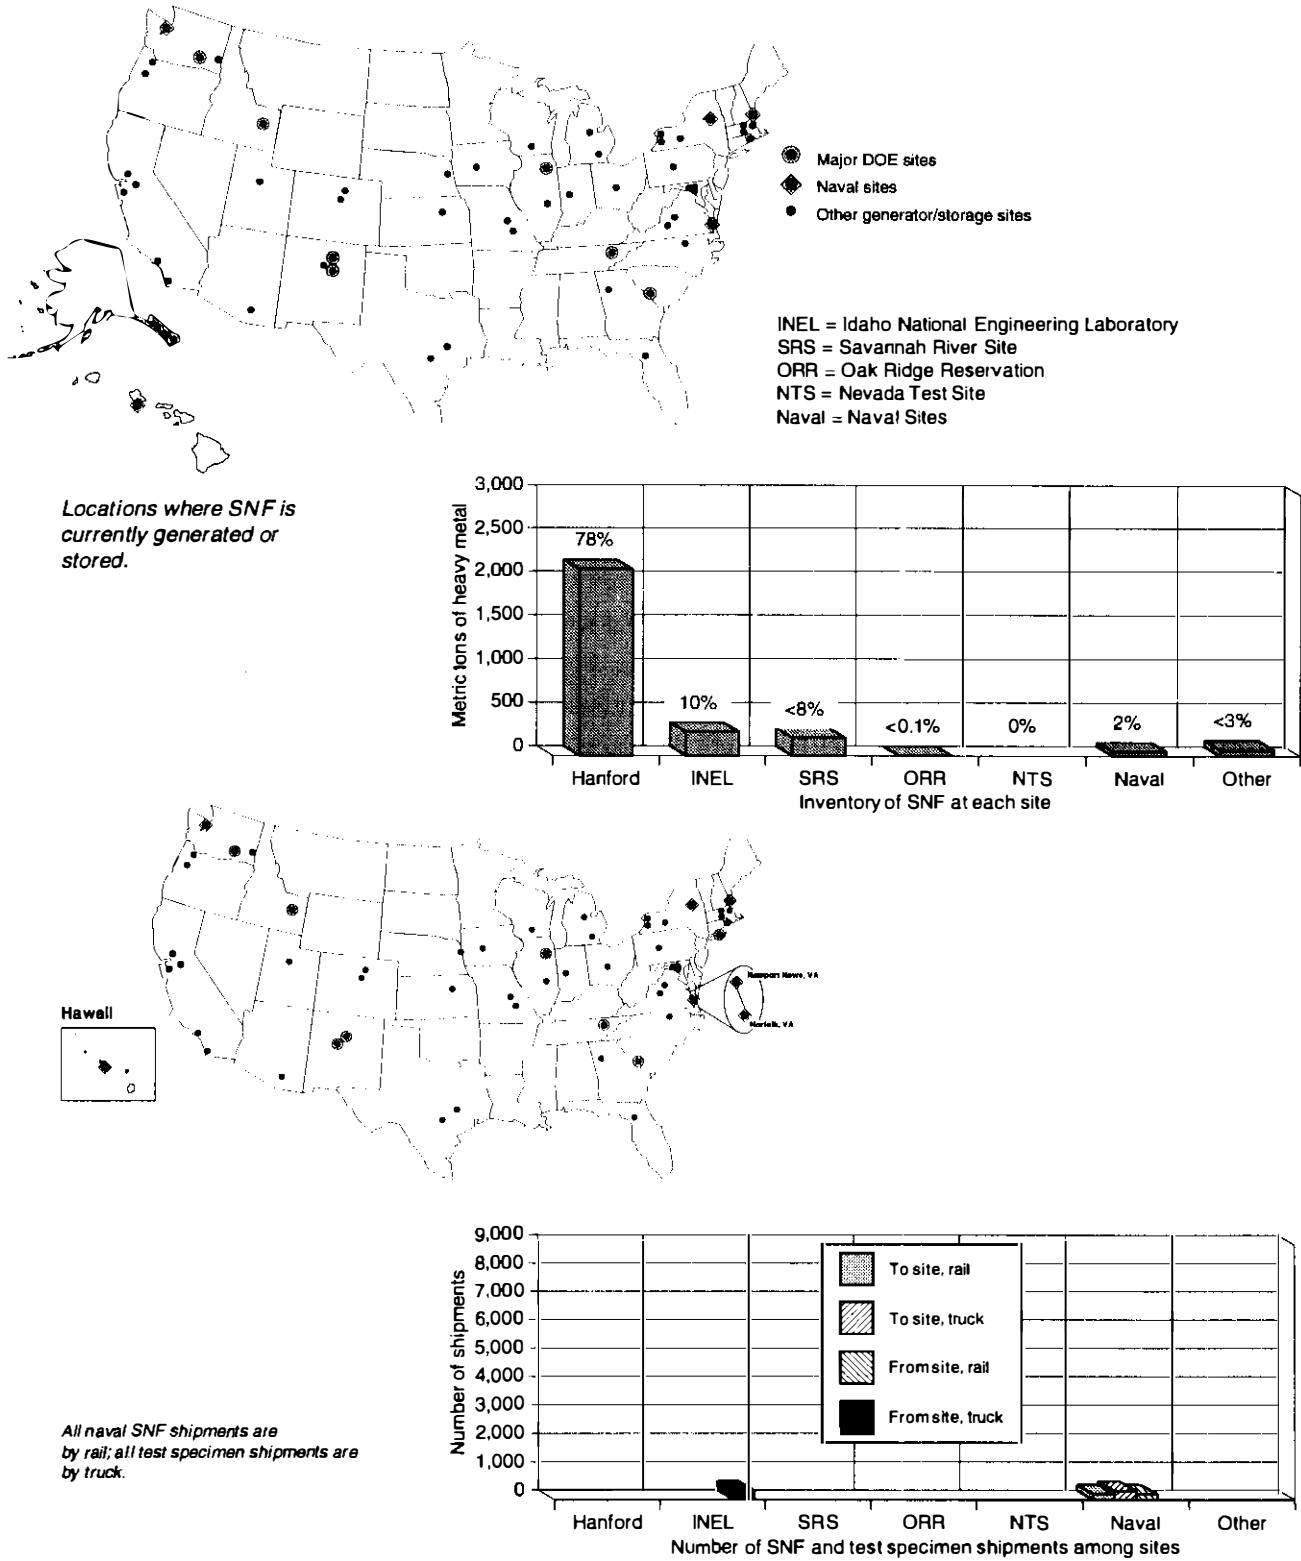 Major DOE sites
Naval sites
Other generator/storage sites
INEL = Idaho National Engineering Laboratory
SRS = Savannah River Site
ORR = Oak Ridge Reservation
NTS = Nevada Test Site
Naval = Naval Sites
Locations where SNF is
currently generated or
stored.
Metric tons of heavy metal
3,000
2,500
2,000
1,500
1,000
500
0
78%
10%
<8%
<0.1%
0%
2%
<3%
Hanford INEL SRS ORR NTS Naval Other
Inventory of SNF at each site
Newport News, VA
Norfolk, VA
Hawaii
Number of shipments
9,000
8,000
7,000
6,000
5,000
4,000
3,000
2,000
1,000
0
To site, rail
To site, truck
From site, rail
From site, truck
All naval SNF shipments are
by rail; all test specimen shipments are
by truck.
Hanford INEL SRS ORR NTS Naval Other
Number of SNF and test specimen shipments among sites